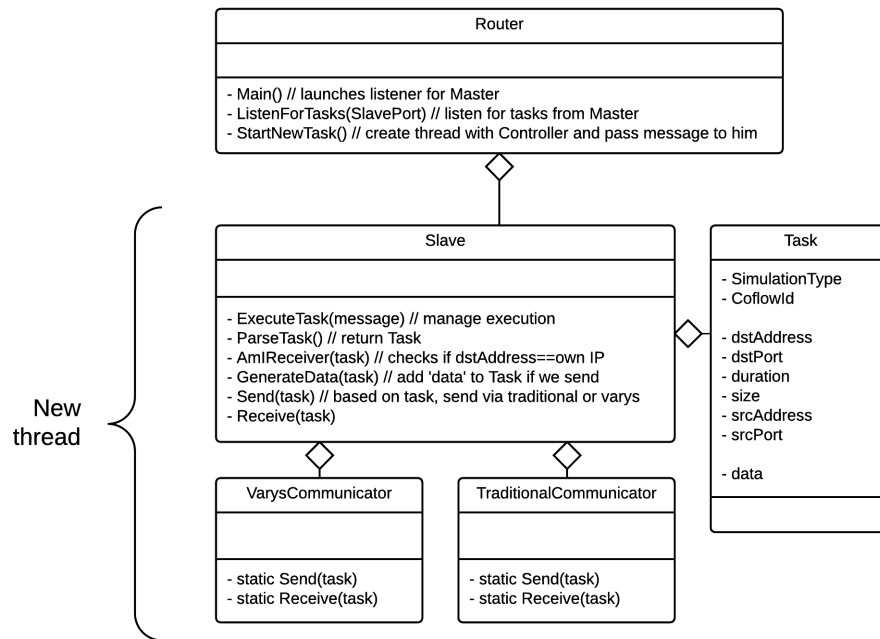 Router
- Main() // launches listener for Master
- ListenForTasks(SlavePort) // listen for tasks from Master
- StartNewTask() // create thread with Controller and pass message to him
New
thread
Slave
- ExecuteTask(message) // manage execution
- ParseTask() // return Task
- AmIReceiver(task) // checks if dstAddress==own IP
- GenerateData(task) // add 'data' to Task if we send
- Send(task) // based on task, send via traditional or varys
- Receive(task)
Task
- SimulationType
- CoflowId
- dstAddress
- dstPort
- duration
- size
- srcAddress
- srcPort
- data
VarysCommunicator
- static Send(task)
- static Receive(task)
TraditionalCommunicator
- static Send(task)
- static Receive(task)